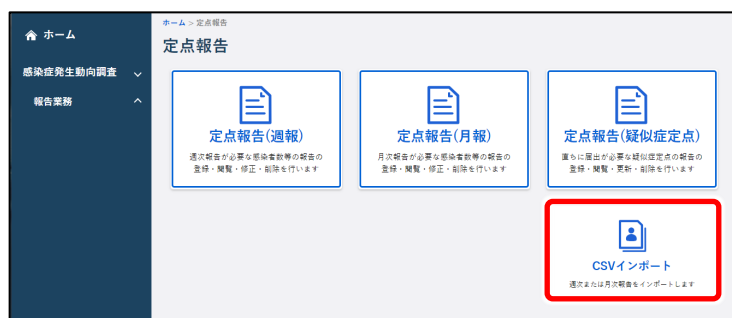 ホーム
感染症発生動向調査
報告業務
ホーム > 定点報告
定点報告
定点報告(週報)
週次報告が必要な感染者数等の報告の
登録・閲覧・修正・削除を行います
定点報告(月報)
月次報告が必要な感染者数等の報告の
登録・閲覧・修正・削除を行います
定点報告(疑似症定点)
直ちに届出が必要な疑似症定点の報告の
登録・閲覧・更新・削除を行います
CSVインポート
週次または月次報告をインポートします